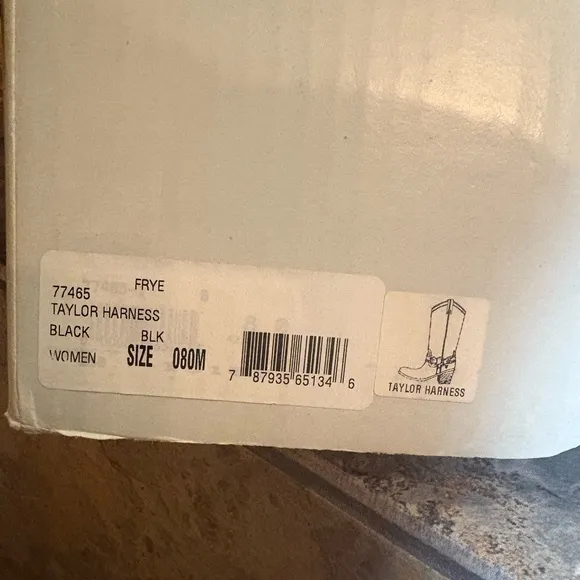 FRYE
77465
TAYLOR HARNESS
BLACK BLK
WOMEN SIZE 080M
7 87935 65134 6
TAYLOR HARNESS